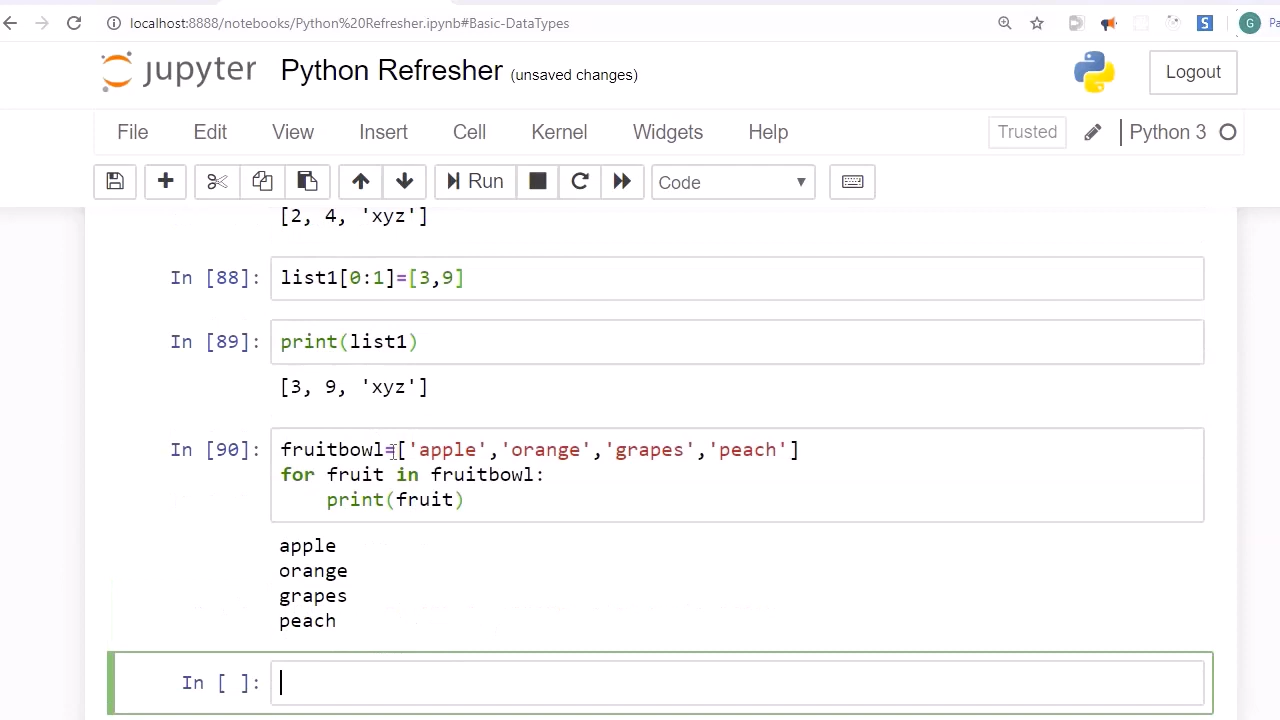 localhost:8888/notebooks/Python%20Refresher.ipynb#Basic-DataTypes
S
G
Pa
jupyter Python Refresher (unsaved changes) Logout
File Edit View Insert Cell Kernel Widgets Help Trusted Python 3
Run Code
[2, 4, 'xyz']
In [88]: list1[0:1]=[3,9]
In [89]: print(list1)
[3, 9, 'xyz']
In [90]: fruitbowl=['apple','orange','grapes','peach']
for fruit in fruitbowl:
print(fruit)
apple
orange
grapes
peach
In [ ]: